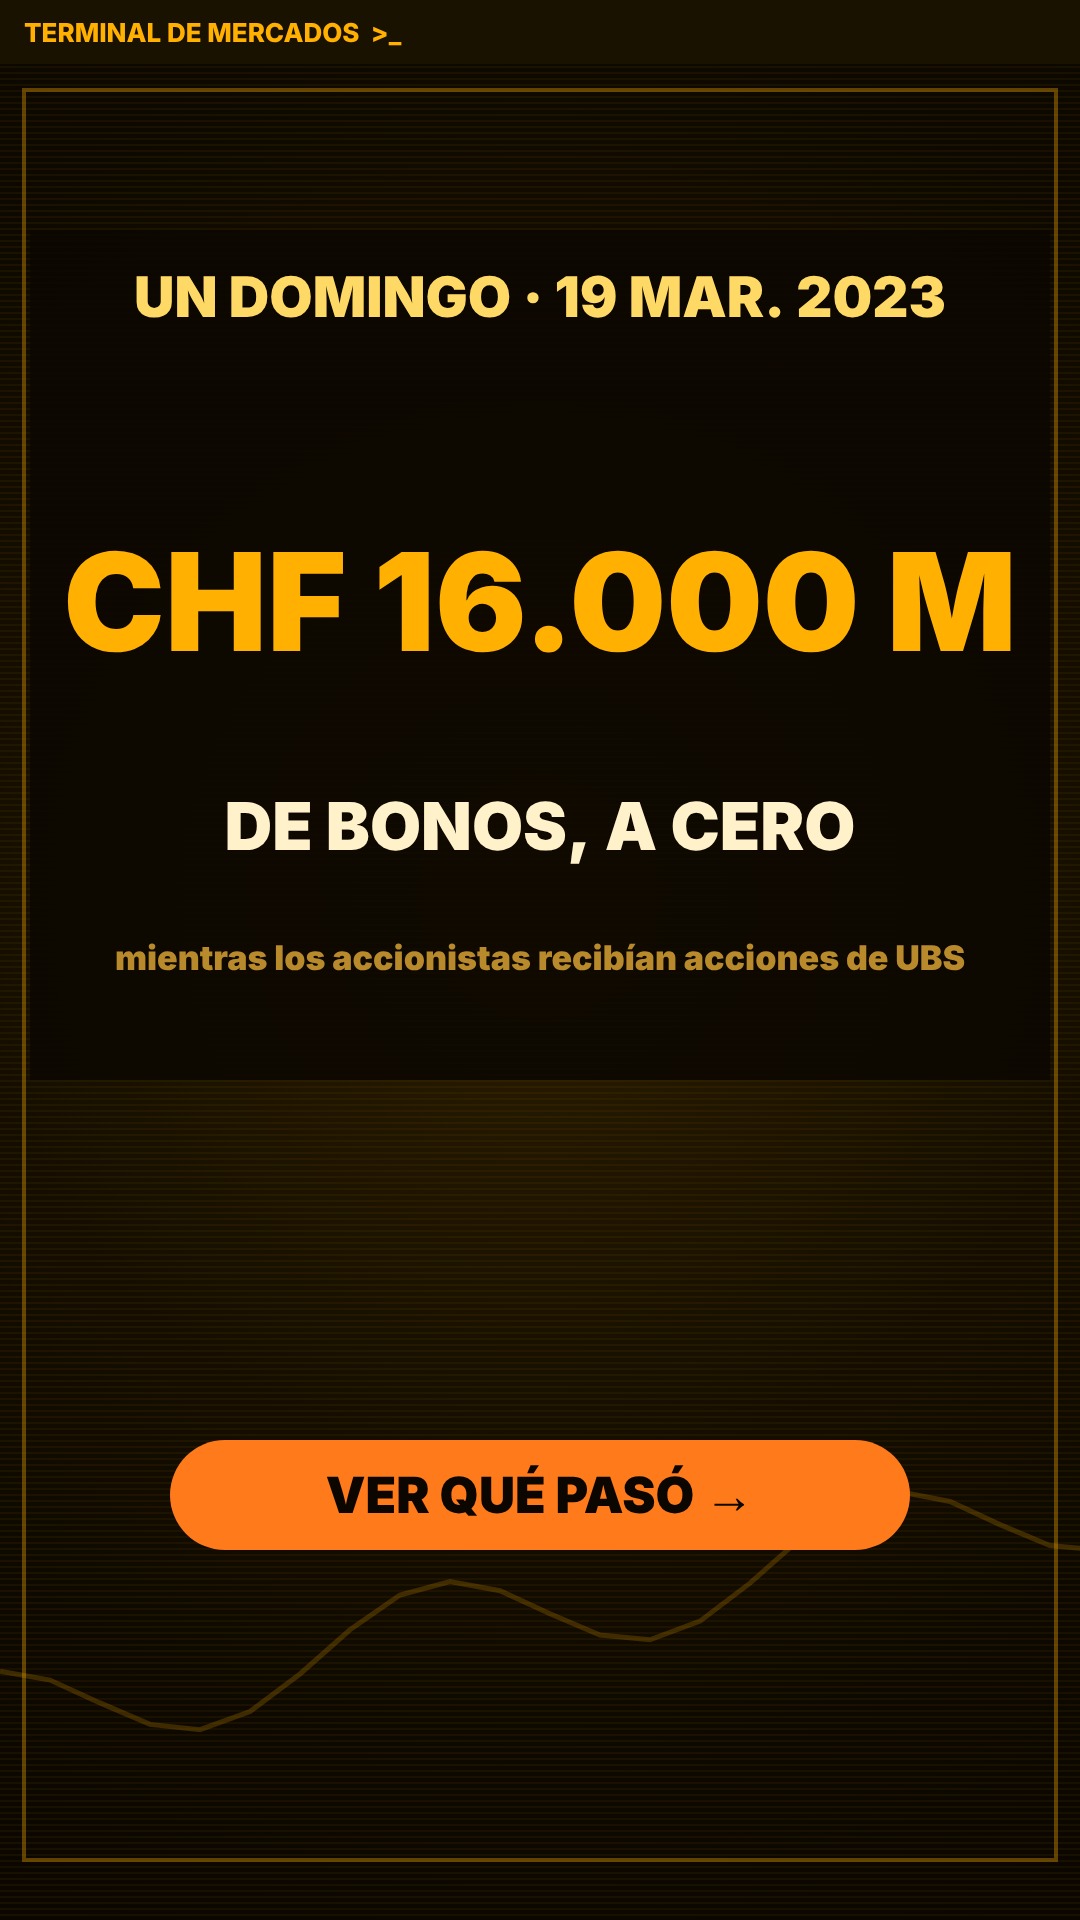 TERMINAL DE MERCADOS >_
UN DOMINGO · 19 MAR. 2023
CHF 16.000 M
DE BONOS, A CERO
mientras los accionistas recibían acciones de UBS
VER QUÉ PASÓ →